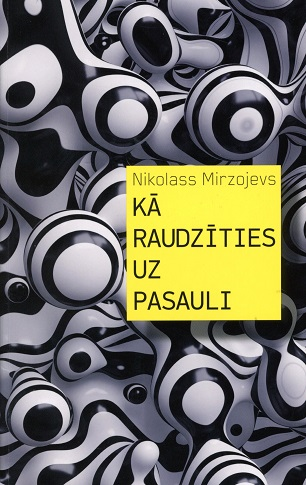 Nikolass Mirzojevs
KĀ
RAUDZĪTIES
UZ
PASAULI